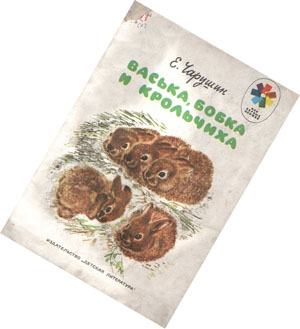 Е. Чарушин
ВАСЬКА, БОБКА
И КРОЛЬЧИХА
ИЗДАТЕЛЬСТВО „ДЕТСКАЯ ЛИТЕРАТУРА"